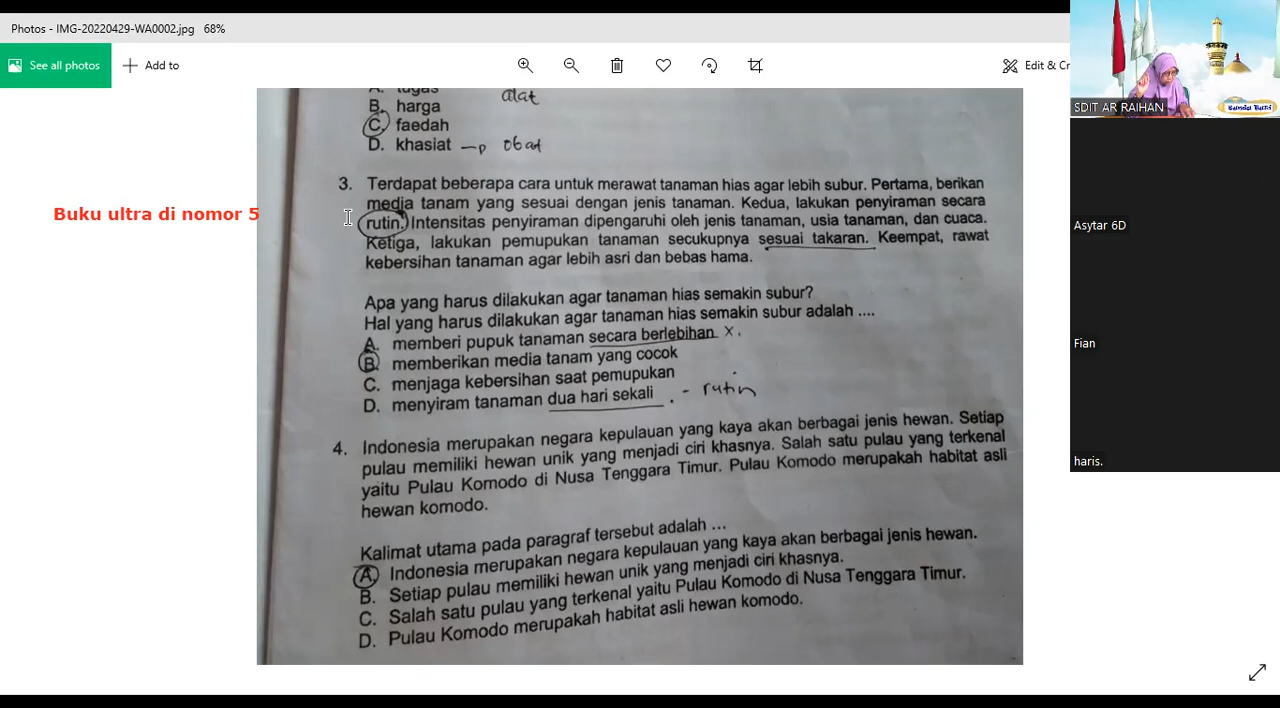 Photos - IMG-20220429-WA0002.jpg 68%
See all photos
Add to
Edit & Cr
SDIT AR RAIHAN
A. tugas
alat
B. harga
C. faedah
D. khasiat obat
3. Terdapat beberapa cara untuk merawat tanaman hias agar lebih subur. Pertama, berikan
media tanam yang sesuai dengan jenis tanaman. Kedua, lakukan penyiraman secara
rutin. Intensitas penyiraman dipengaruhi oleh jenis tanaman, usia tanaman, dan cuaca.
Ketiga, lakukan pemupukan tanaman secukupnya sesuai takaran. Keempat, rawat
kebersihan tanaman agar lebih asri dan bebas hama.
Buku ultra di nomor 5
Apa yang harus dilakukan agar tanaman hias semakin subur?
Hal yang harus dilakukan agar tanaman hias semakin subur adalah ....
A. memberi pupuk tanaman secara berlebihan x.
B. memberikan media tanam yang cocok
C. menjaga kebersihan saat pemupukan
D. menyiram tanaman dua hari sekali . - rutin
4. Indonesia merupakan negara kepulauan yang kaya akan berbagai jenis hewan. Setiap
pulau memiliki hewan unik yang menjadi ciri khasnya. Salah satu pulau yang terkenal
yaitu Pulau Komodo di Nusa Tenggara Timur. Pulau Komodo merupakah habitat asli
hewan komodo.
Kalimat utama pada paragraf tersebut adalah ...
A. Indonesia merupakan negara kepulauan yang kaya akan berbagai jenis hewan.
B. Setiap pulau memiliki hewan unik yang menjadi ciri khasnya.
C. Salah satu pulau yang terkenal yaitu Pulau Komodo di Nusa Tenggara Timur.
D. Pulau Komodo merupakah habitat asli hewan komodo.
Asytar 6D
Fian
haris.